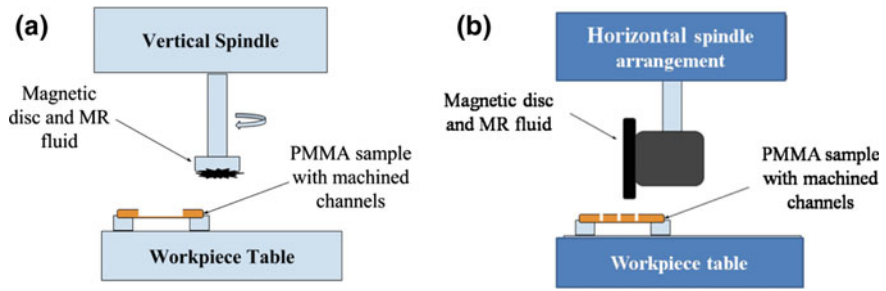 (a)
Vertical Spindle
Magnetic
disc and MR
fluid
PMMA sample
with machined
channels
Workpiece Table
(b)
Horizontal spindle
arrangement
Magnetic disc
and MR fluid
PMMA sample
with machined
channels
Workpiece table